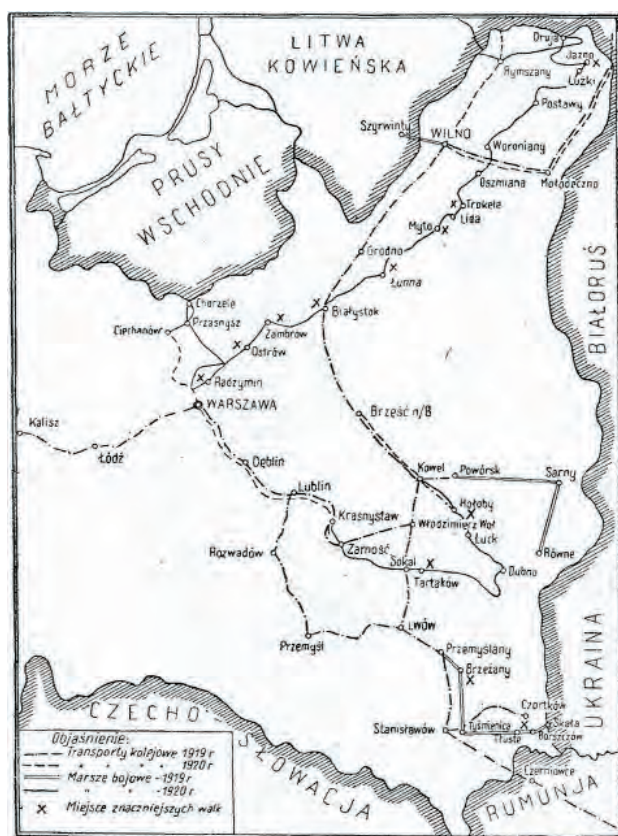 MORZE
BAŁTYCKIE
LITWA
KOWIEŃSKA
PRUSY
WSCHODNIE
BIAŁORUŚ
UKRAINA
RUMUNJA
CZECHO
SŁOWACJA
Druja
Jazno
Łużki
Rymszany
Postawy
Szyrwinty
WILNO
Woroniany
Oszmiana
Mołodeczno
Trokele
Lida
Myto
Grodno
Łunna
Białystok
Chorzele
Przasnysz
Ciechanów
Zambrów
Ostrów
Radzymin
WARSZAWA
Kalisz
Łódź
Brześć n/B
Dęblin
Lublin
Kowel
Powórsk
Sarny
Hołoby
Krasnystaw
Włodzimierz Woł
Łuck
Równe
Rozwadów
Zamość
Sokal
Tartaków
Dubno
Przemyśl
LWÓW
Przemyślany
Brzeżany
Czortków
Stanisławów
Tyśmienica
Tłuste
Skała
Borszczów
Czerniowce
Objaśnienie:
Transporty kolejowe 1919 r
" " 1920 r
Marsze bojowe -1919 r
" " -1920 r
X Miejsce znaczniejszych walk